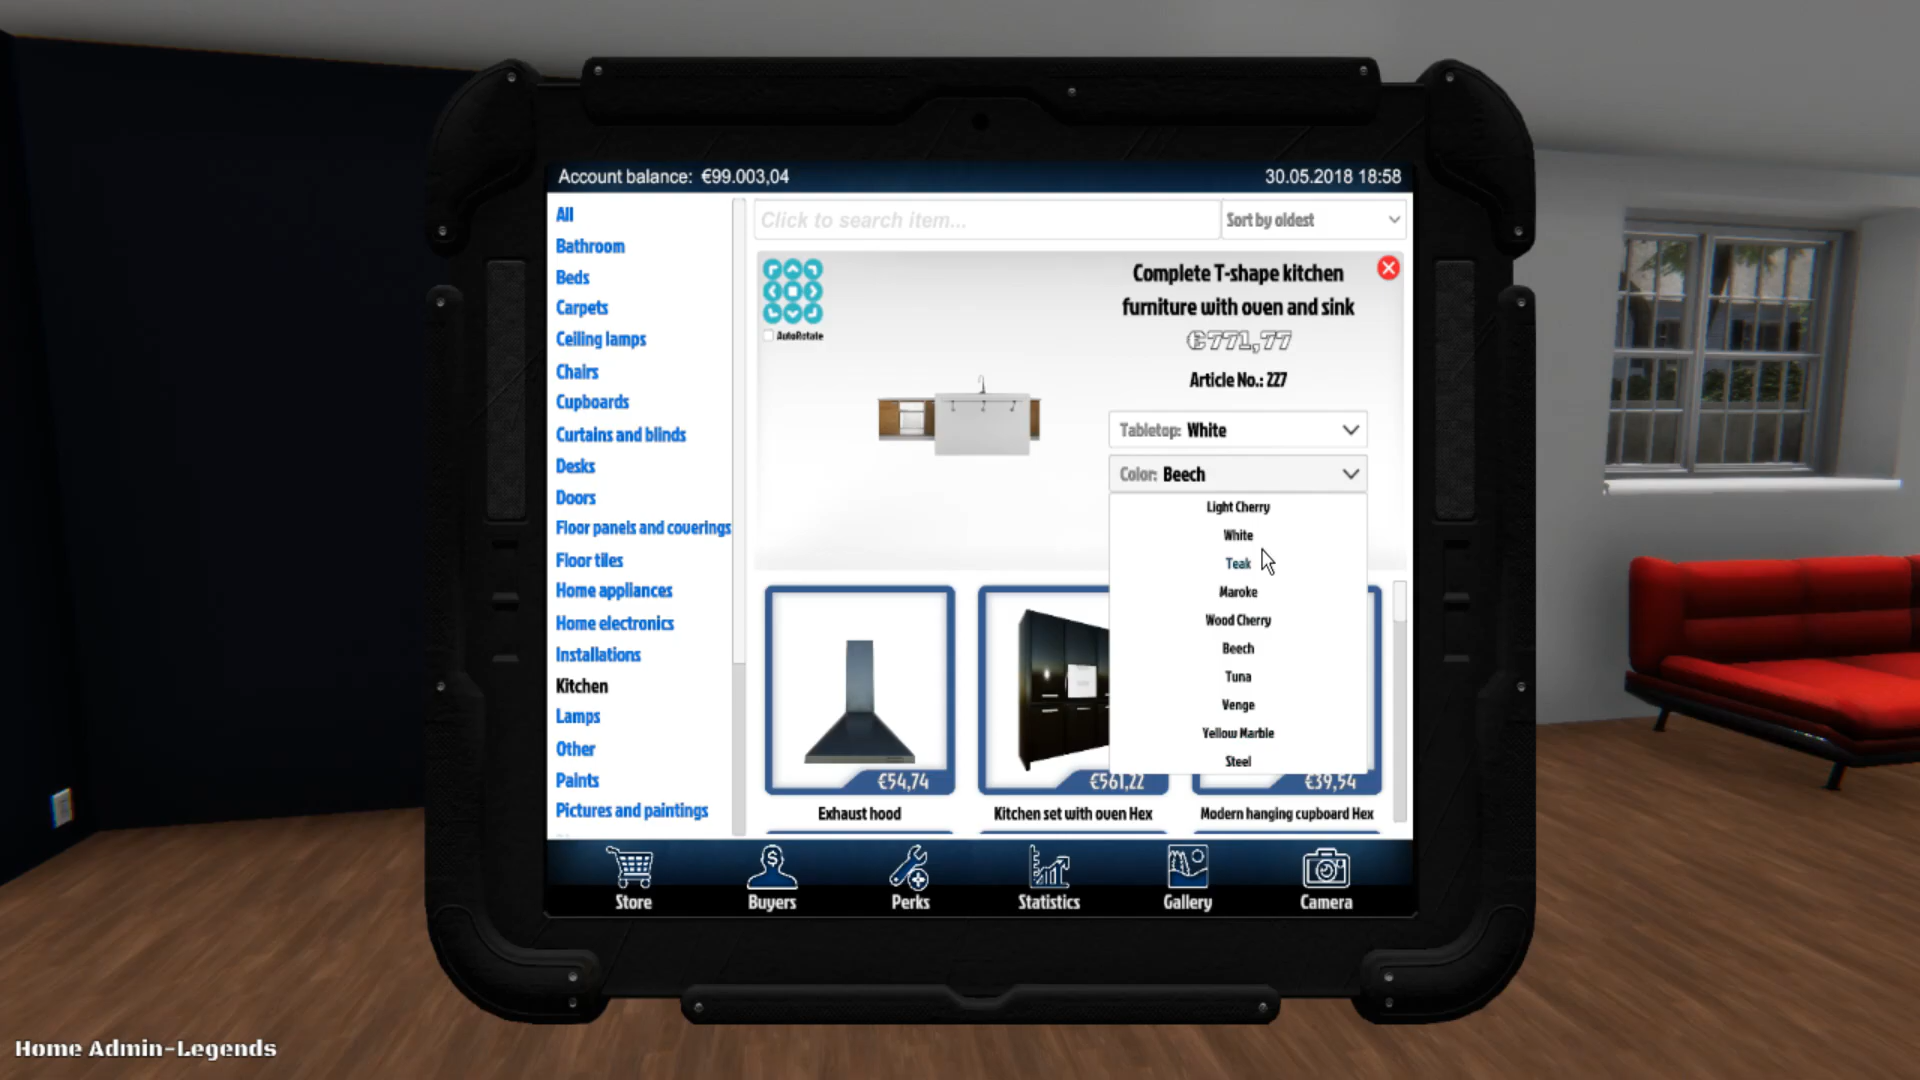 Account balance: €99.003,04
30.05.2018 18:58
All
Bathroom
Beds
Carpets
Ceiling lamps
Chairs
Cupboards
Curtains and blinds
Desks
Doors
Floor panels and coverings
Floor tiles
Home appliances
Home electronics
Installations
Kitchen
Lamps
Other
Paints
Pictures and paintings
Click to search item...
Sort by oldest
AutoRotate
Complete T-shape kitchen
furniture with oven and sink
€771,77
Article No.: 227
Tabletop: White
Color: Beech
Light Cherry
White
Teak
Maroke
Wood Cherry
Beech
Tuna
Venge
Yellow Marble
Steel
€54,74
Exhaust hood
€561,22
Kitchen set with oven Hex
€39,54
Modern hanging cupboard Hex
Store
Buyers
Perks
Statistics
Gallery
Camera
Home Admin-Legends